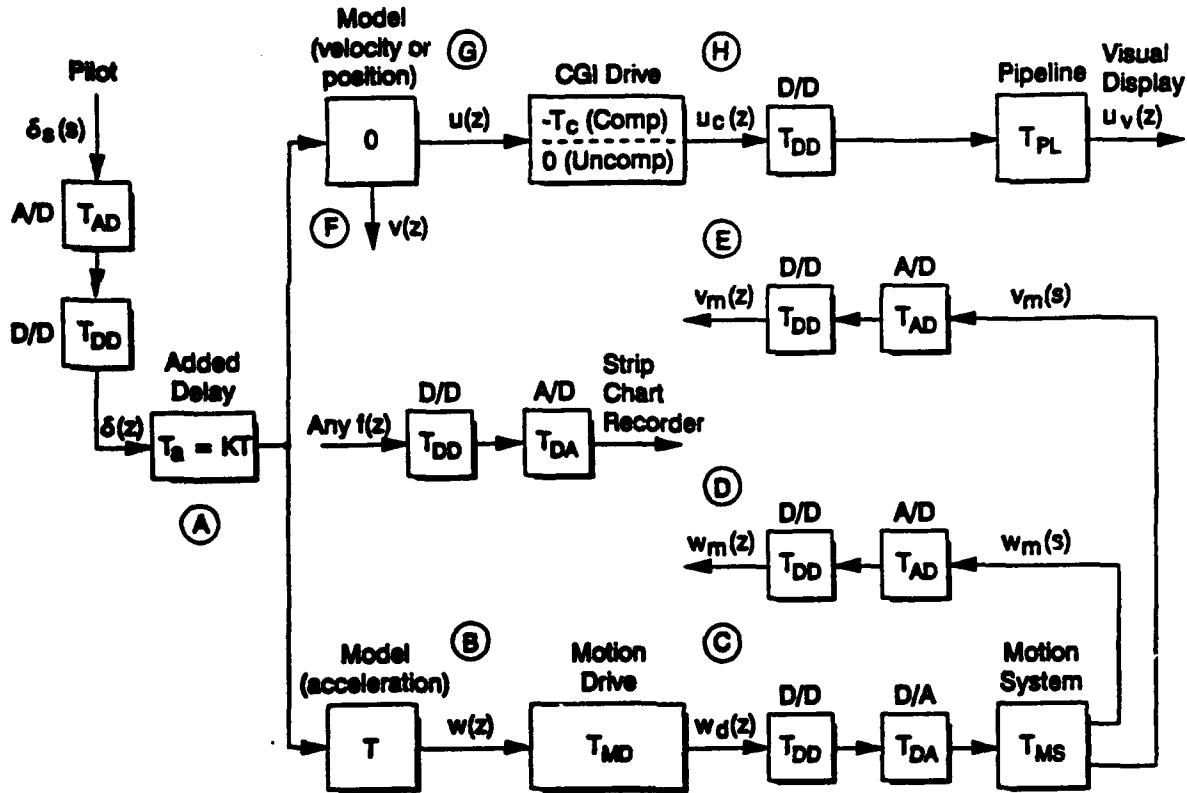 Pilot
δs(s)
A/D
TAD
D/D
TDD
δ(z)
Added
Delay
Ta = KT
A
Model
(velocity or
position)
0
G
u(z)
F
v(z)
CGI Drive
-Tc (Comp)
0 (Uncomp)
H
uc(z)
D/D
TDD
Pipeline
TPL
Visual
Display
uv(z)
E
vm(z)
D/D
TDD
A/D
TAD
vm(s)
Any f(z)
D/D
TDD
A/D
TDA
Strip
Chart
Recorder
D
wm(z)
D/D
TDD
A/D
TAD
wm(s)
Model
(acceleration)
T
B
w(z)
Motion
Drive
TMD
C
wd(z)
D/D
TDD
D/A
TDA
Motion
System
TMS